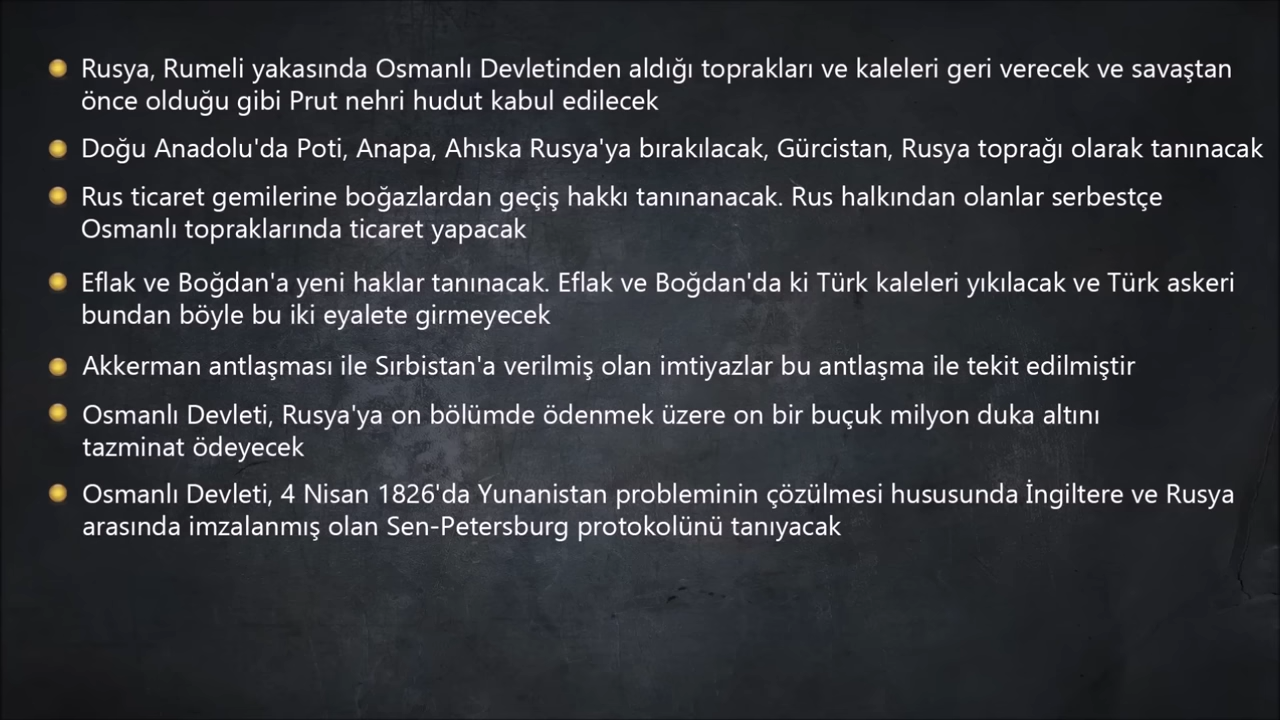 Rusya, Rumeli yakasında Osmanlı Devletinden aldığı toprakları ve kaleleri geri verecek ve savaştan
önce olduğu gibi Prut nehri hudut kabul edilecek
Doğu Anadolu'da Poti, Anapa, Ahıska Rusya'ya bırakılacak, Gürcistan, Rusya toprağı olarak tanınacak
Rus ticaret gemilerine boğazlardan geçiş hakkı tanınanacak. Rus halkından olanlar serbestçe
Osmanlı topraklarında ticaret yapacak
Eflak ve Boğdan'a yeni haklar tanınacak. Eflak ve Boğdan'da ki Türk kaleleri yıkılacak ve Türk askeri
bundan böyle bu iki eyalete girmeyecek
Akkerman antlaşması ile Sırbistan'a verilmiş olan imtiyazlar bu antlaşma ile tekit edilmiştir
Osmanlı Devleti, Rusya'ya on bölümde ödenmek üzere on bir buçuk milyon duka altını
tazminat ödeyecek
Osmanlı Devleti, 4 Nisan 1826'da Yunanistan probleminin çözülmesi hususunda İngiltere ve Rusya
arasında imzalanmış olan Sen-Petersburg protokolünü tanıyacak